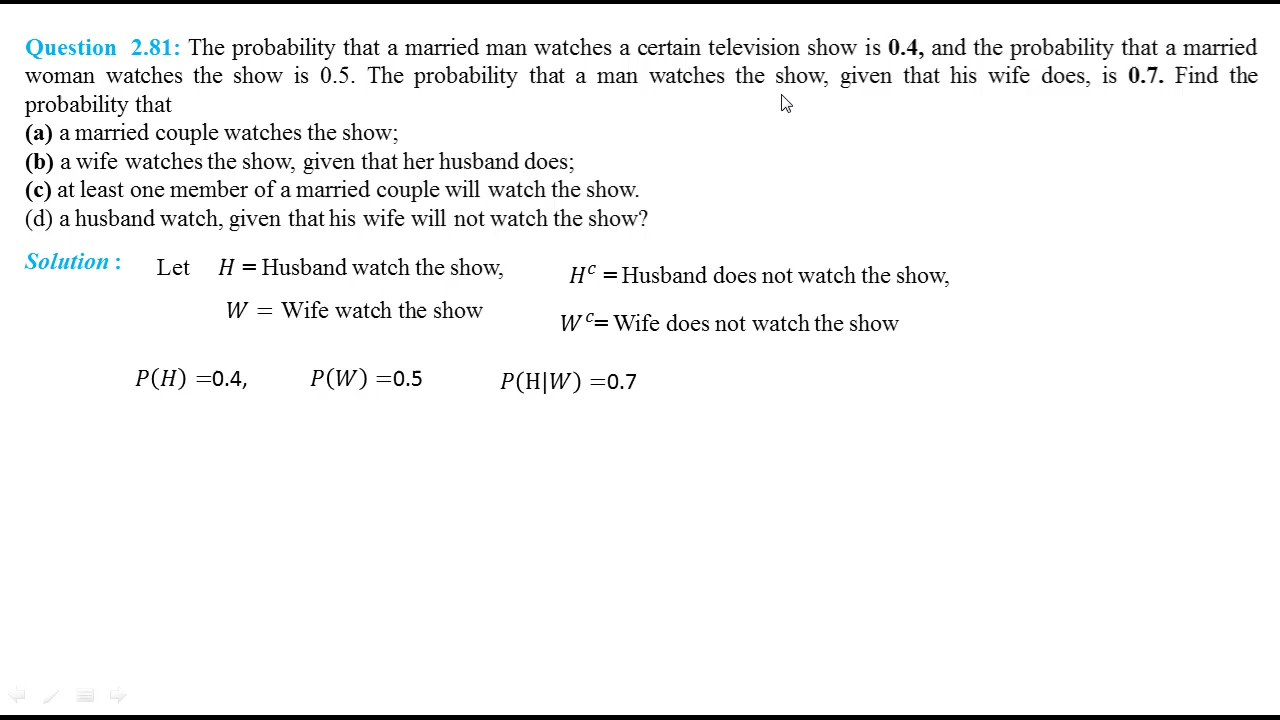 Question 2.81: The probability that a married man watches a certain television show is 0.4, and the probability that a married
woman watches the show is 0.5. The probability that a man watches the show, given that his wife does, is 0.7. Find the
probability that
(a) a married couple watches the show;
(b) a wife watches the show, given that her husband does;
(c) at least one member of a married couple will watch the show.
(d) a husband watch, given that his wife will not watch the show?
Solution : Let H = Husband watch the show, Hᶜ = Husband does not watch the show,
W = Wife watch the show Wᶜ= Wife does not watch the show
P(H) =0.4, P(W) =0.5 P(H|W) =0.7